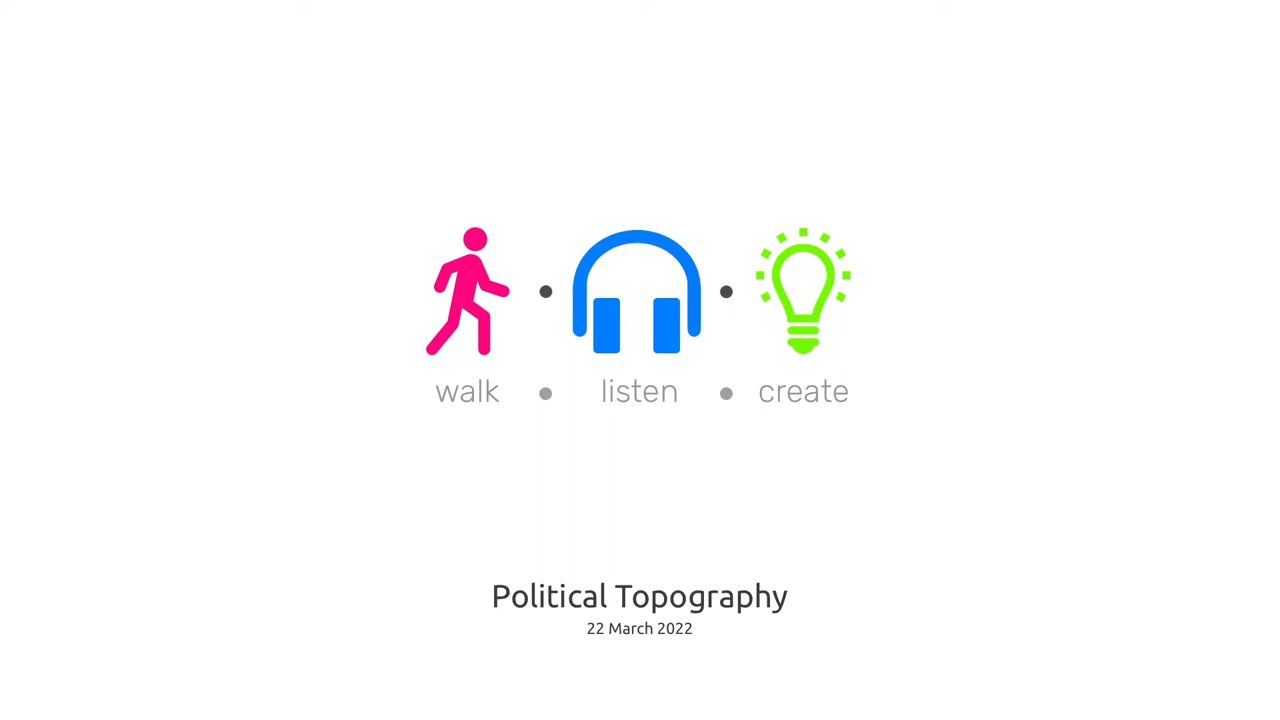 walk • listen • create
Political Topography
22 March 2022